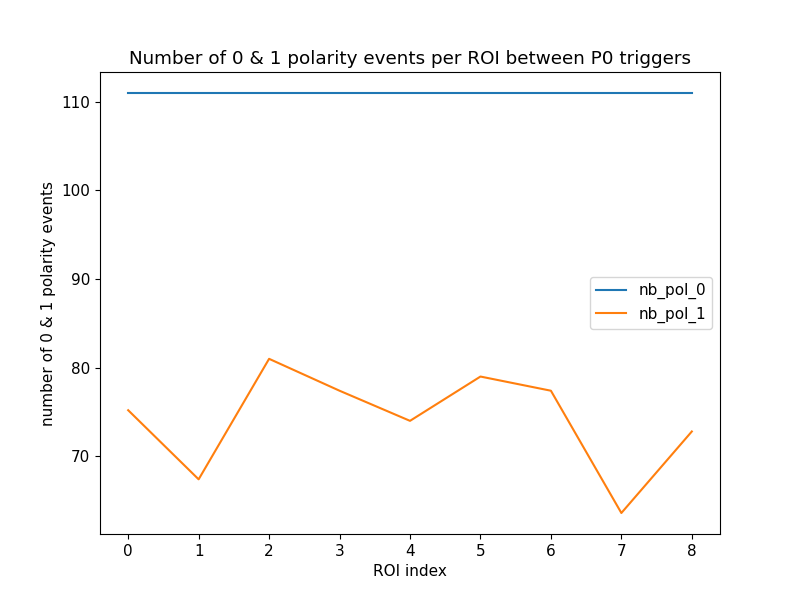 Number of 0 & 1 polarity events per ROI between P0 triggers
110
100
90
80
70
number of 0 & 1 polarity events
nb_pol_0
nb_pol_1
0 1 2 3 4 5 6 7 8
ROI index